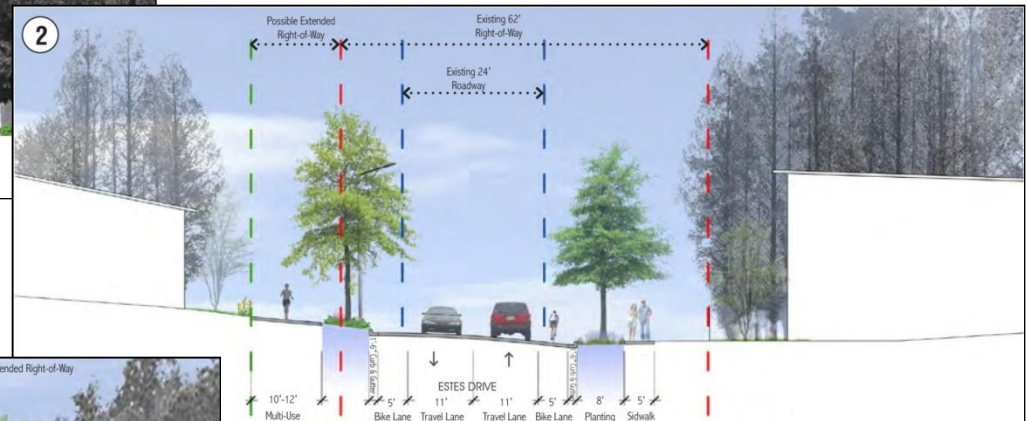 2
Possible Extended
Right-of-Way
Existing 62'
Right-of-Way
Existing 24'
Roadway
1'-6" Curb & Gutter
ESTES DRIVE
10'-12'
Multi-Use
5'
Bike Lane
11'
Travel Lane
11'
Travel Lane
5'
Bike Lane
8'
Planting
5'
Sidwalk
Curb & Gutter
ended Right-of-Way